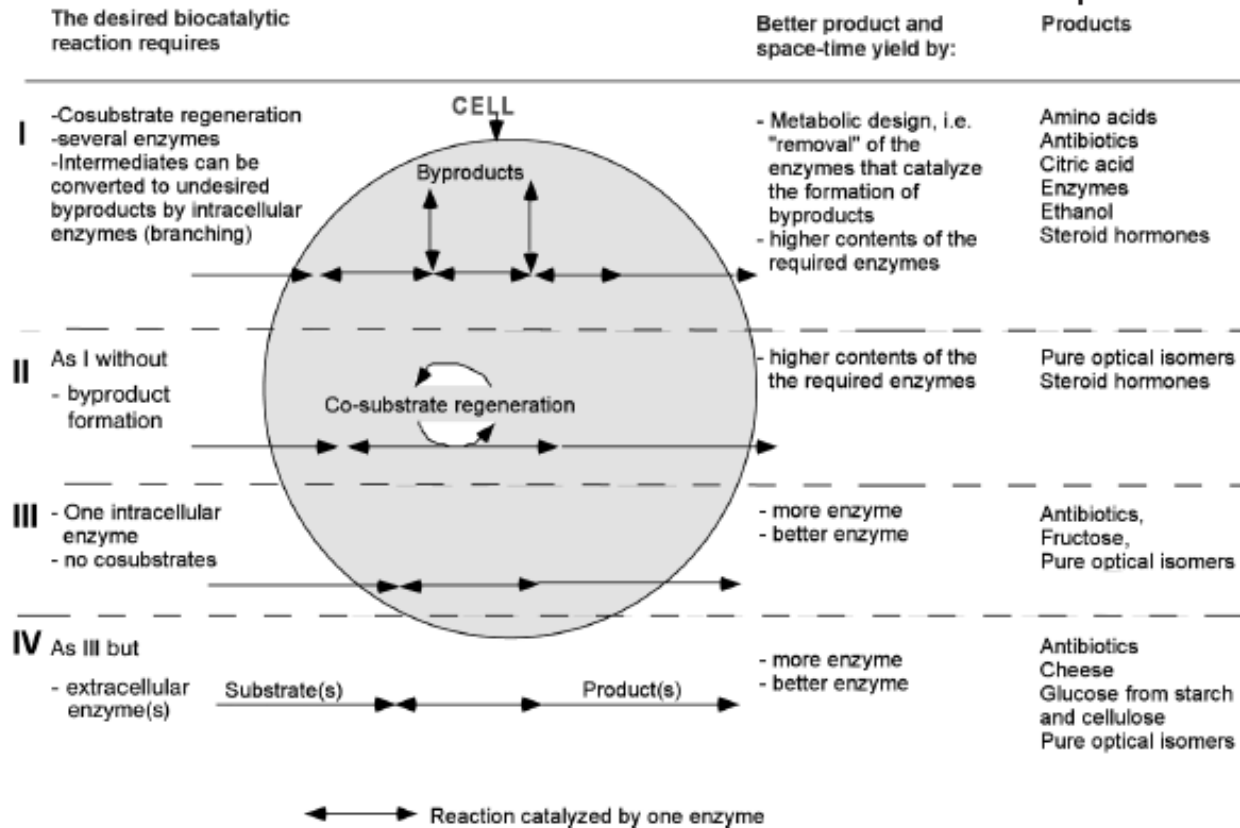 The desired biocatalytic
reaction requires
Better product and
space-time yield by:
Products
I
-Cosubstrate regeneration
-several enzymes
-Intermediates can be
converted to undesired
byproducts by intracellular
enzymes (branching)
CELL
Byproducts
- Metabolic design, i.e.
"removal" of the
enzymes that catalyze
the formation of
byproducts
- higher contents of the
required enzymes
Amino acids
Antibiotics
Citric acid
Enzymes
Ethanol
Steroid hormones
II
As I without
- byproduct
formation
Co-substrate regeneration
- higher contents of the
the required enzymes
Pure optical isomers
Steroid hormones
III
- One intracellular
enzyme
- no cosubstrates
- more enzyme
- better enzyme
Antibiotics,
Fructose,
Pure optical isomers
IV
As III but
- extracellular
enzyme(s)
Substrate(s)
Product(s)
- more enzyme
- better enzyme
Antibiotics
Cheese
Glucose from starch
and cellulose
Pure optical isomers
Reaction catalyzed by one enzyme